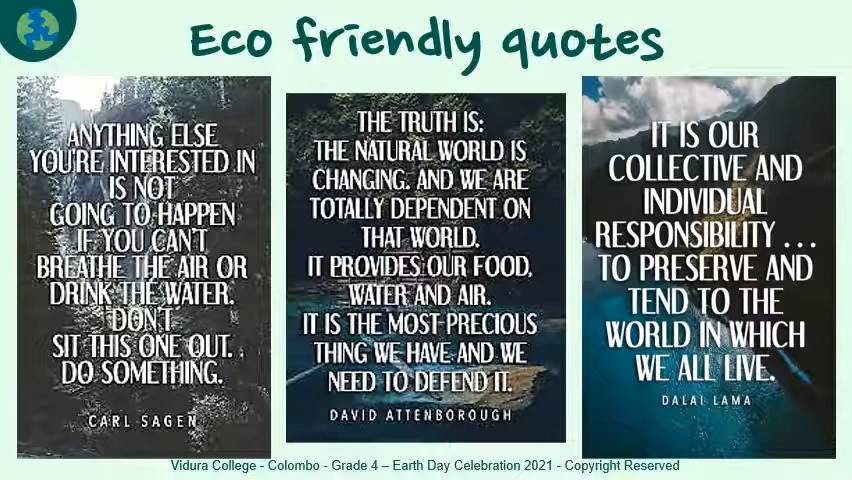 Eco friendly quotes
ANYTHING ELSE
YOU'RE INTERESTED IN
IS NOT
GOING TO HAPPEN
IF YOU CAN'T
BREATHE THE AIR OR
DRINK THE WATER.
DON'T
SIT THIS ONE OUT.
DO SOMETHING.
CARL SAGEN
THE TRUTH IS:
THE NATURAL WORLD IS
CHANGING. AND WE ARE
TOTALLY DEPENDENT ON
THAT WORLD.
IT PROVIDES OUR FOOD,
WATER AND AIR.
IT IS THE MOST PRECIOUS
THING WE HAVE AND WE
NEED TO DEFEND IT.
DAVID ATTENBOROUGH
IT IS OUR
COLLECTIVE AND
INDIVIDUAL
RESPONSIBILITY ...
TO PRESERVE AND
TEND TO THE
WORLD IN WHICH
WE ALL LIVE.
DALAI LAMA
Vidura College - Colombo - Grade 4 – Earth Day Celebration 2021 - Copyright Reserved